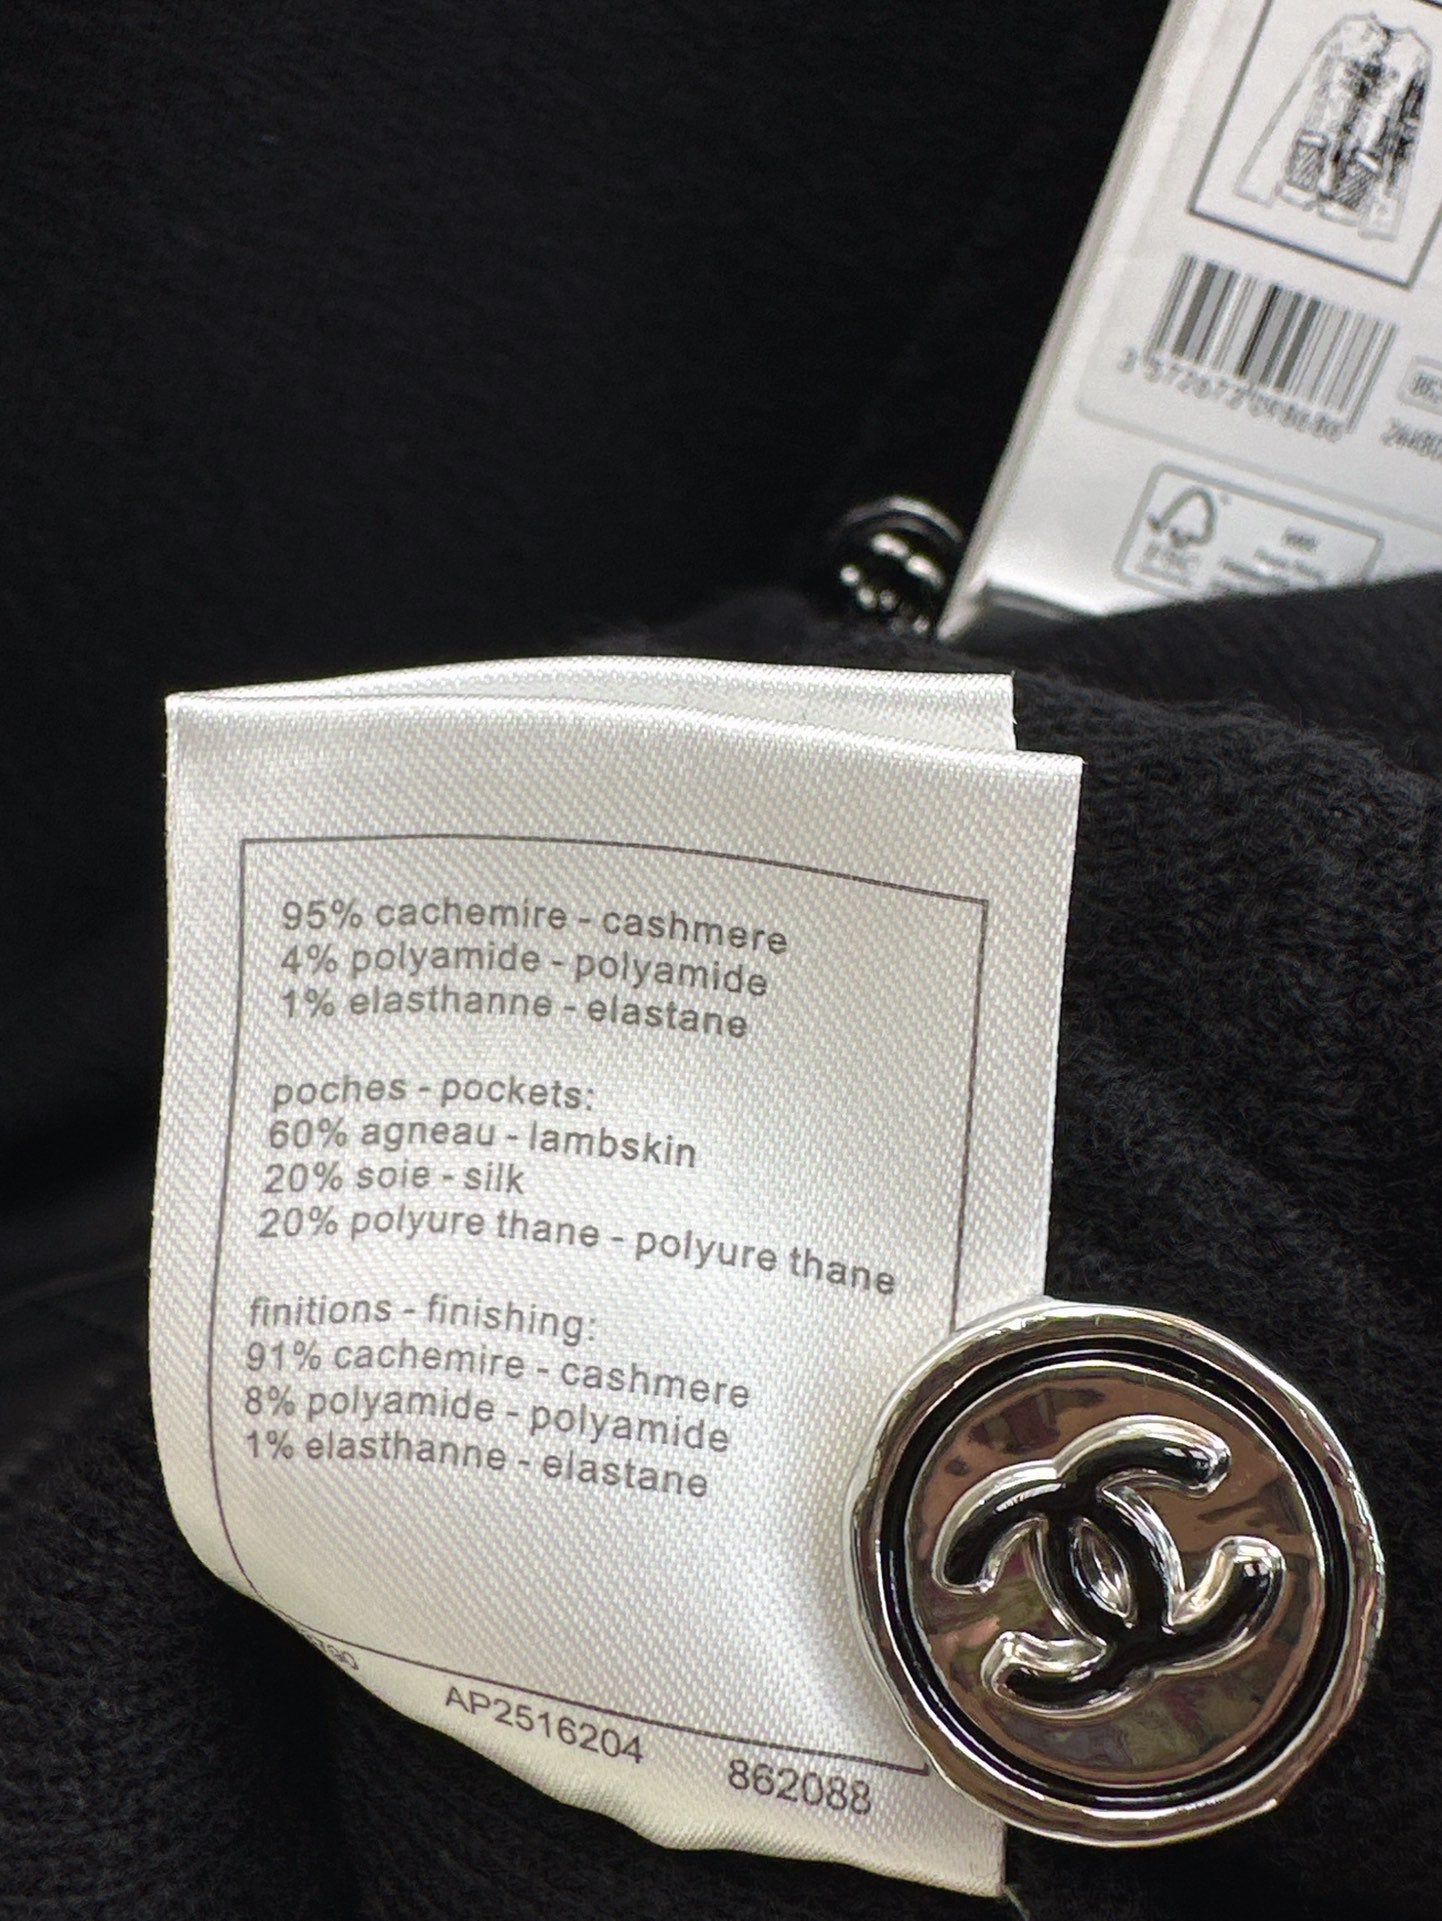 95% cachemire - cashmere
4% polyamide - polyamide
1% elasthanne - elastane
poches - pockets:
60% agneau - lambskin
20% soie - silk
20% polyure thane - polyure thane
finitions - finishing:
91% cachemire - cashmere
8% polyamide - polyamide
1% elasthanne - elastane
AP2516204 862088
FSC